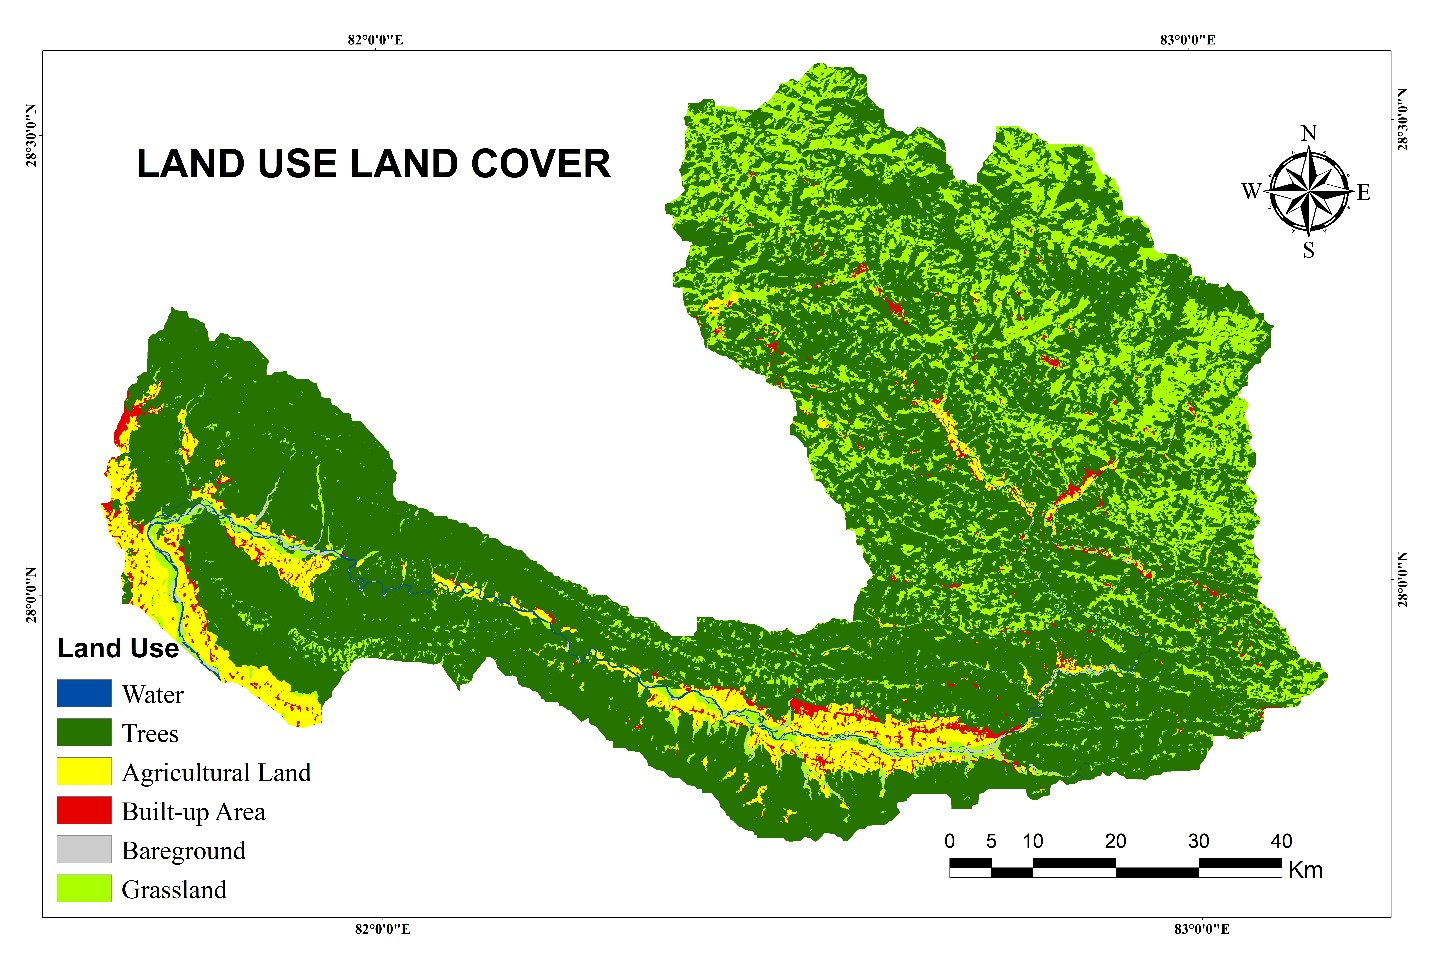 82°0'0"E
83°0'0"E
28°30'0"N
28°30'0"N
LAND USE LAND COVER
N
W
E
S
28°0'0"N
28°0'0"N
Land Use
Water
Trees
Agricultural Land
Built-up Area
Bareground
Grassland
0 5 10 20 30 40
Km
82°0'0"E
83°0'0"E